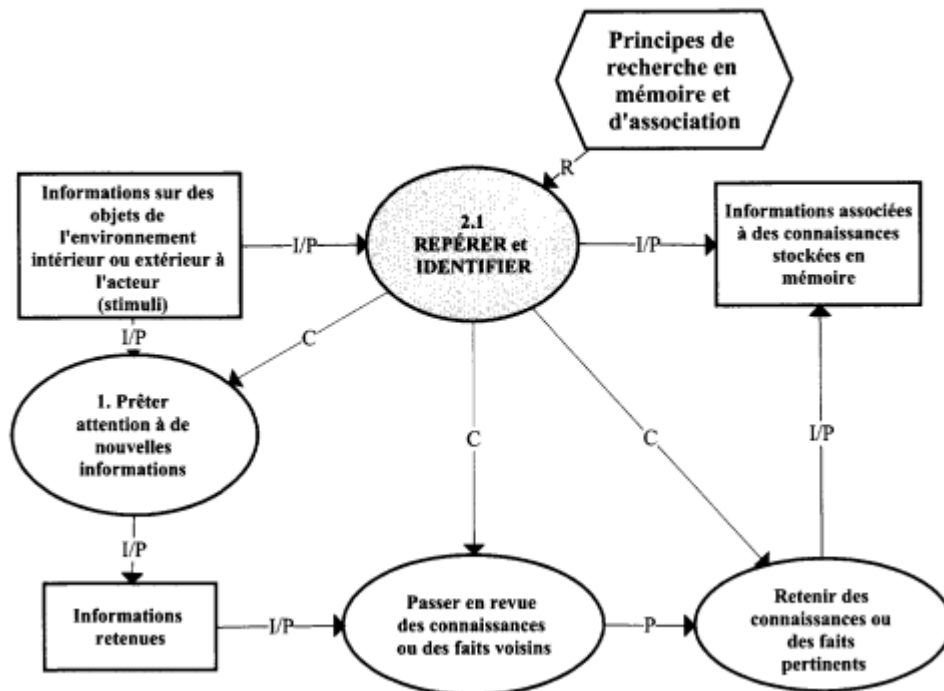 Principes de
recherche en
mémoire et
d'association
R
Informations sur des
objets de
l'environnement
intérieur ou extérieur à
l'acteur
(stimuli)
I/P
2.1
REPÉRER et
IDENTIFIER
I/P
Informations associées
à des connaissances
stockées en
mémoire
I/P
C
1. Prêter
attention à de
nouvelles
informations
C
C
I/P
I/P
Informations
retenues
I/P
Passer en revue
des connaissances
ou des faits voisins
P
Retenir des
connaissances ou
des faits
pertinents